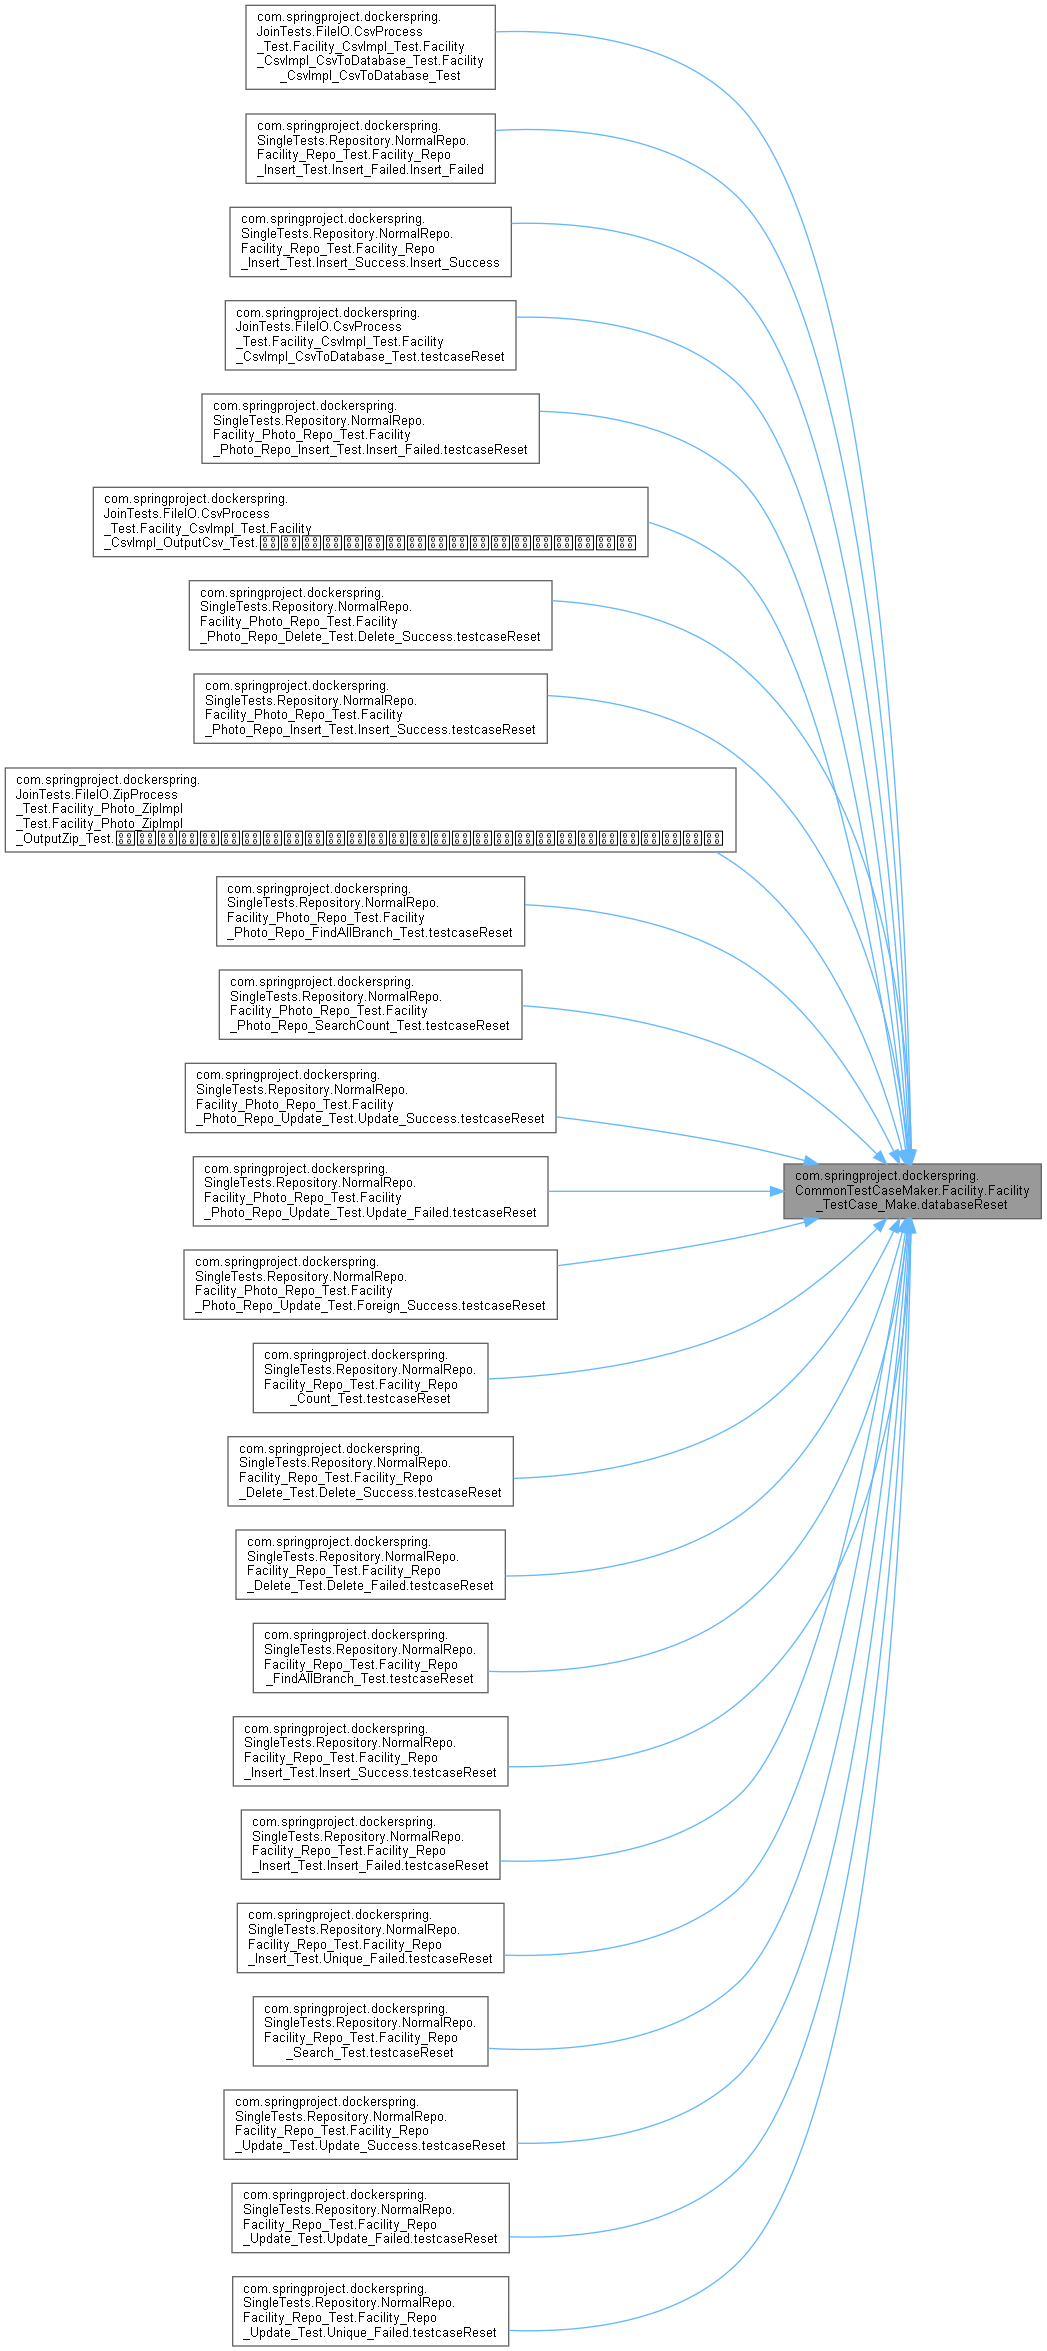 com.springproject.dockerspring.
JoinTests.FileIO.CsvProcess
_Test.Facility_CsvImpl_Test.Facility
_CsvImpl_CsvToDatabase_Test.Facility
_CsvImpl_CsvToDatabase_Test
com.springproject.dockerspring.
SingleTests.Repository.NormalRepo.
Facility_Repo_Test.Facility_Repo
_Insert_Test.Insert_Failed.Insert_Failed
com.springproject.dockerspring.
SingleTests.Repository.NormalRepo.
Facility_Repo_Test.Facility_Repo
_Insert_Test.Insert_Success.Insert_Success
com.springproject.dockerspring.
JoinTests.FileIO.CsvProcess
_Test.Facility_CsvImpl_Test.Facility
_CsvImpl_CsvToDatabase_Test.testcaseReset
com.springproject.dockerspring.
SingleTests.Repository.NormalRepo.
Facility_Photo_Repo_Test.Facility
_Photo_Repo_Insert_Test.Insert_Failed.testcaseReset
com.springproject.dockerspring.
JoinTests.FileIO.CsvProcess
_Test.Facility_CsvImpl_Test.Facility
_CsvImpl_OutputCsv_Test.
com.springproject.dockerspring.
SingleTests.Repository.NormalRepo.
Facility_Photo_Repo_Test.Facility
_Photo_Repo_Delete_Test.Delete_Success.testcaseReset
com.springproject.dockerspring.
SingleTests.Repository.NormalRepo.
Facility_Photo_Repo_Test.Facility
_Photo_Repo_Insert_Test.Insert_Success.testcaseReset
com.springproject.dockerspring.
JoinTests.FileIO.ZipProcess
_Test.Facility_Photo_ZipImpl
_Test.Facility_Photo_ZipImpl
_OutputZip_Test.
com.springproject.dockerspring.
SingleTests.Repository.NormalRepo.
Facility_Photo_Repo_Test.Facility
_Photo_Repo_FindAllBranch_Test.testcaseReset
com.springproject.dockerspring.
SingleTests.Repository.NormalRepo.
Facility_Photo_Repo_Test.Facility
_Photo_Repo_SearchCount_Test.testcaseReset
com.springproject.dockerspring.
SingleTests.Repository.NormalRepo.
Facility_Photo_Repo_Test.Facility
_Photo_Repo_Update_Test.Update_Success.testcaseReset
com.springproject.dockerspring.
SingleTests.Repository.NormalRepo.
Facility_Photo_Repo_Test.Facility
_Photo_Repo_Update_Test.Update_Failed.testcaseReset
com.springproject.dockerspring.
CommonTestCaseMaker.Facility.Facility
_TestCase_Make.databaseReset
com.springproject.dockerspring.
SingleTests.Repository.NormalRepo.
Facility_Photo_Repo_Test.Facility
_Photo_Repo_Update_Test.Foreign_Success.testcaseReset
com.springproject.dockerspring.
SingleTests.Repository.NormalRepo.
Facility_Repo_Test.Facility_Repo
_Count_Test.testcaseReset
com.springproject.dockerspring.
SingleTests.Repository.NormalRepo.
Facility_Repo_Test.Facility_Repo
_Delete_Test.Delete_Success.testcaseReset
com.springproject.dockerspring.
SingleTests.Repository.NormalRepo.
Facility_Repo_Test.Facility_Repo
_Delete_Test.Delete_Failed.testcaseReset
com.springproject.dockerspring.
SingleTests.Repository.NormalRepo.
Facility_Repo_Test.Facility_Repo
_FindAllBranch_Test.testcaseReset
com.springproject.dockerspring.
SingleTests.Repository.NormalRepo.
Facility_Repo_Test.Facility_Repo
_Insert_Test.Insert_Success.testcaseReset
com.springproject.dockerspring.
SingleTests.Repository.NormalRepo.
Facility_Repo_Test.Facility_Repo
_Insert_Test.Insert_Failed.testcaseReset
com.springproject.dockerspring.
SingleTests.Repository.NormalRepo.
Facility_Repo_Test.Facility_Repo
_Insert_Test.Unique_Failed.testcaseReset
com.springproject.dockerspring.
SingleTests.Repository.NormalRepo.
Facility_Repo_Test.Facility_Repo
_Search_Test.testcaseReset
com.springproject.dockerspring.
SingleTests.Repository.NormalRepo.
Facility_Repo_Test.Facility_Repo
_Update_Test.Update_Success.testcaseReset
com.springproject.dockerspring.
SingleTests.Repository.NormalRepo.
Facility_Repo_Test.Facility_Repo
_Update_Test.Update_Failed.testcaseReset
com.springproject.dockerspring.
SingleTests.Repository.NormalRepo.
Facility_Repo_Test.Facility_Repo
_Update_Test.Unique_Failed.testcaseReset